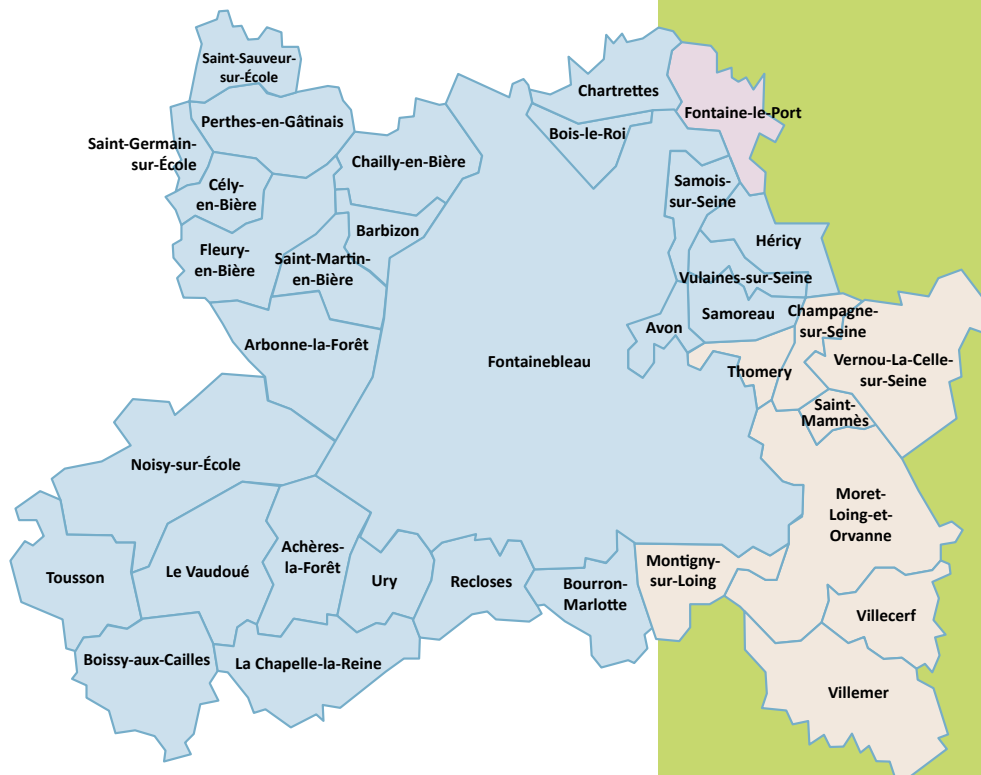 Saint-Sauveur-
sur-École
Chartrettes
Fontaine-le-Port
Perthes-en-Gâtinais
Bois-le-Roi
Saint-Germain-
sur-École
Chailly-en-Bière
Cély-
en-Bière
Samois-
sur-Seine
Barbizon
Héricy
Fleury-
en-Bière
Saint-Martin-
en-Bière
Vulaines-sur-Seine
Samoreau
Champagne-
sur-Seine
Avon
Arbonne-la-Forêt
Fontainebleau
Thomery
Vernou-La-Celle-
sur-Seine
Saint-
Mammès
Noisy-sur-École
Moret-
Loing-et-
Orvanne
Achères-
la-Forêt
Tousson
Le Vaudoué
Ury
Recloses
Bourron-
Marlotte
Montigny-
sur-Loing
Villecerf
Boissy-aux-Cailles
La Chapelle-la-Reine
Villemer